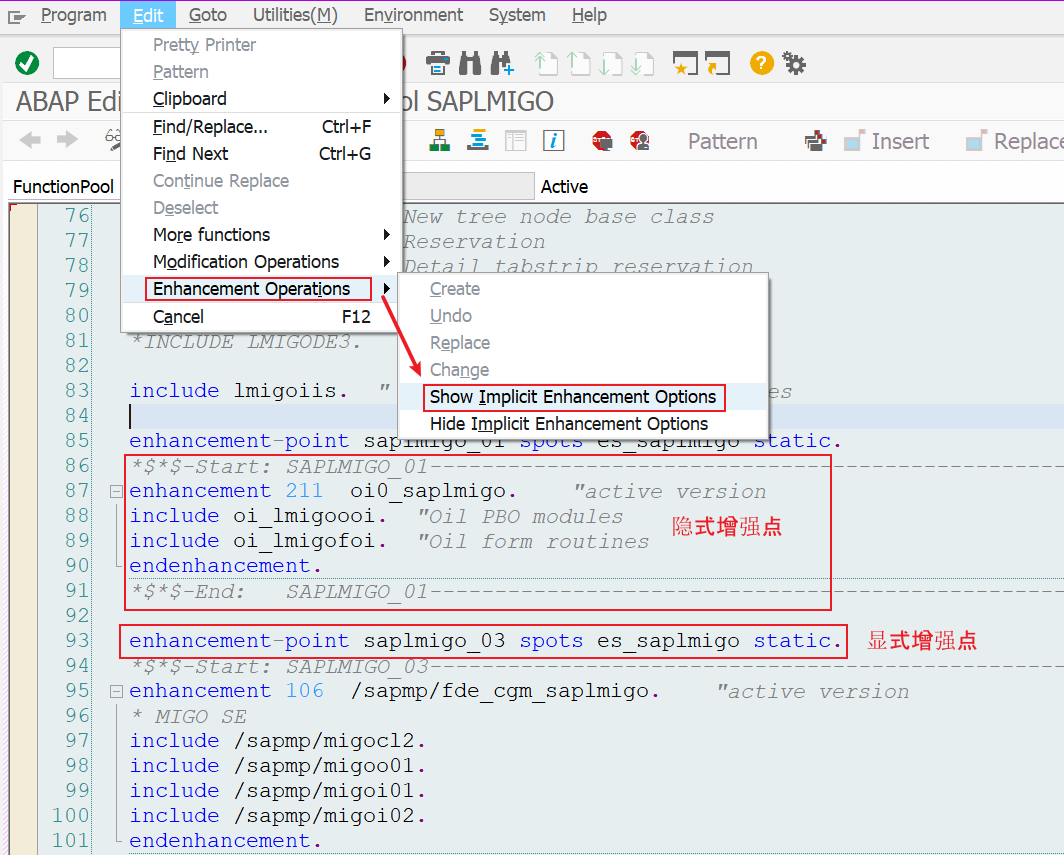 Program Edit Goto Utilities(M) Environment System Help
Pretty Printer
Pattern
Clipboard
Find/Replace... Ctrl+F
Find Next Ctrl+G
Continue Replace
Deselect
More functions
Modification Operations
Enhancement Operations
Cancel F12
Create
Undo
Replace
Change
Show Implicit Enhancement Options
Hide Implicit Enhancement Options
ABAP Edi ol SAPLMIGO
Pattern Insert Replace
FunctionPool Active
76 New tree node base class
77 Reservation
78 Detail tabstrip reservation
79
80
81 *INCLUDE LMIGODE3.
82
83 include lmigoiis. " es
84
85 enhancement-point saplmigo_01 spots es_saplmigo static.
86 *$*$-Start: SAPLMIGO_01
87 enhancement 211 oi0_saplmigo. "active version
88 include oi_lmigoooi. "Oil PBO modules
隐式增强点
89 include oi_lmigofoi. "Oil form routines
90 endenhancement.
91 *$*$-End: SAPLMIGO_01
92
93 enhancement-point saplmigo_03 spots es_saplmigo static. 显式增强点
94 *$*$-Start: SAPLMIGO_03
95 enhancement 106 /sapmp/fde_cgm_saplmigo. "active version
96 * MIGO SE
97 include /sapmp/migocl2.
98 include /sapmp/migoo01.
99 include /sapmp/migoi01.
100 include /sapmp/migoi02.
101 endenhancement.